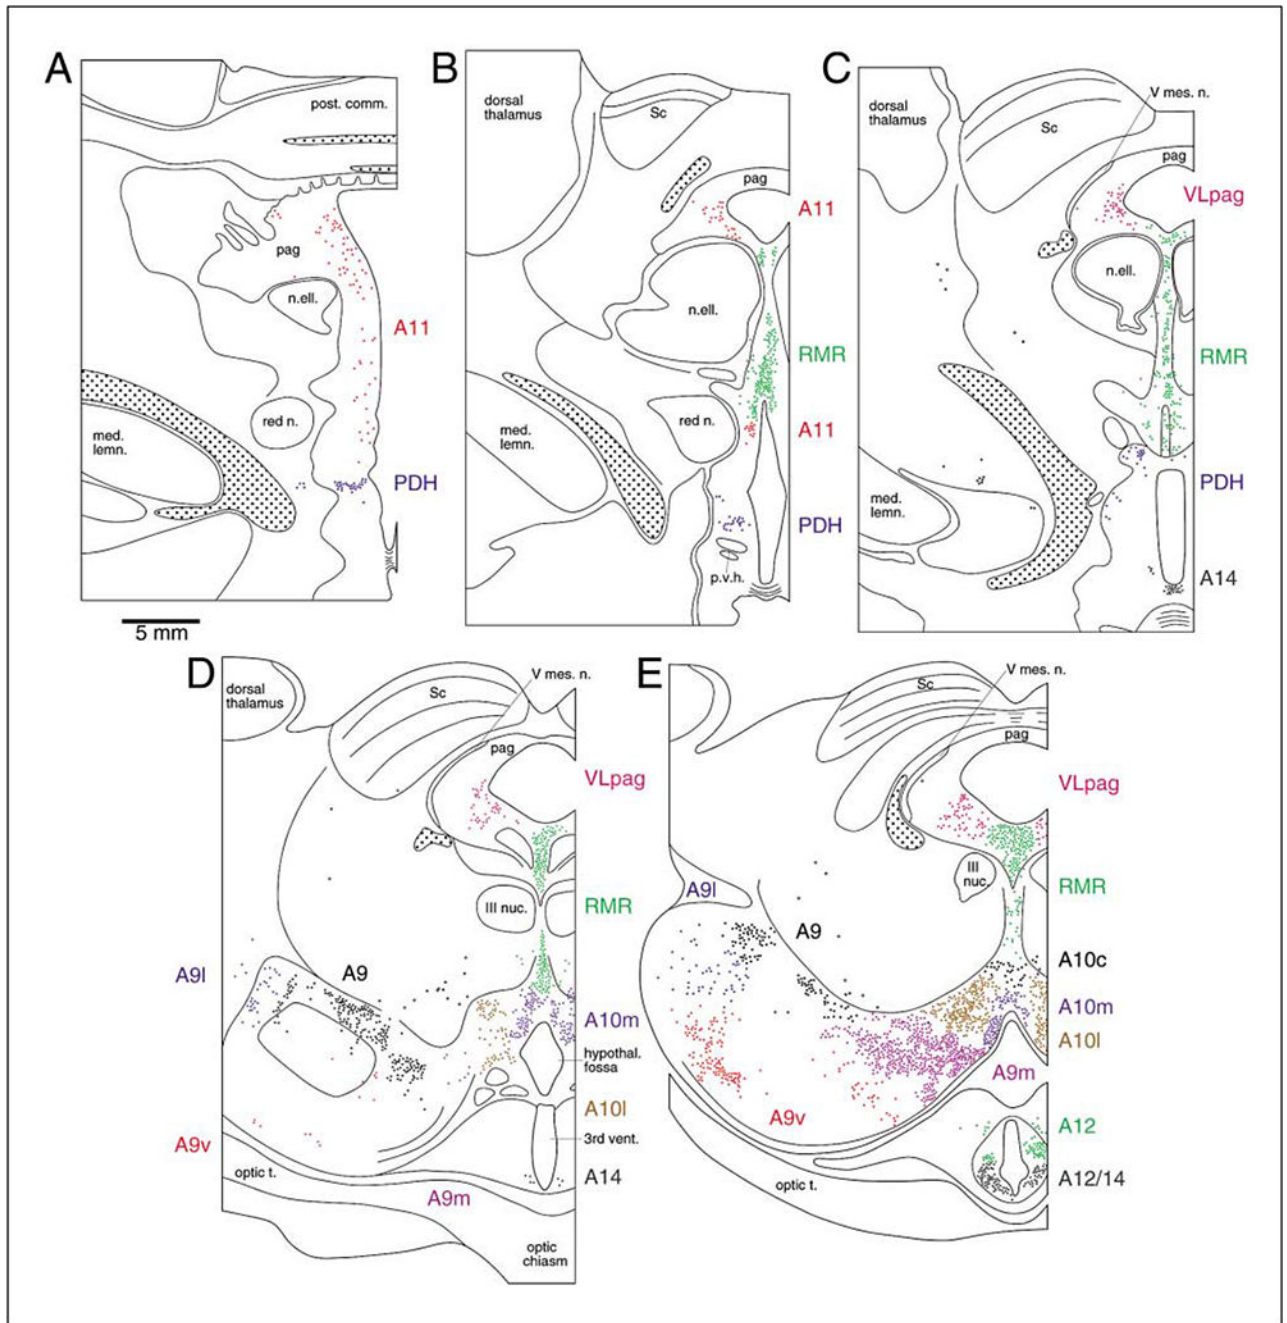 A
post. comm.
pag
n.ell.
A11
red n.
med.
lemn.
PDH
5 mm
B
dorsal
thalamus
Sc
pag
A11
n.ell.
RMR
red n.
A11
med.
lemn.
PDH
p.v.h.
C
dorsal
thalamus
Sc
V mes. n.
pag
VLpag
n.ell.
RMR
PDH
med.
lemn.
A14
D
dorsal
thalamus
Sc
V mes. n.
pag
VLpag
III nuc.
RMR
A9l
A9
A10m
hypothal.
fossa
A10l
A9v
3rd vent.
optic t.
A14
A9m
optic
chiasm
E
Sc
V mes. n.
pag
VLpag
III
nuc.
RMR
A9l
A9
A10c
A10m
A10l
A9m
A9v
A12
optic t.
A12/14